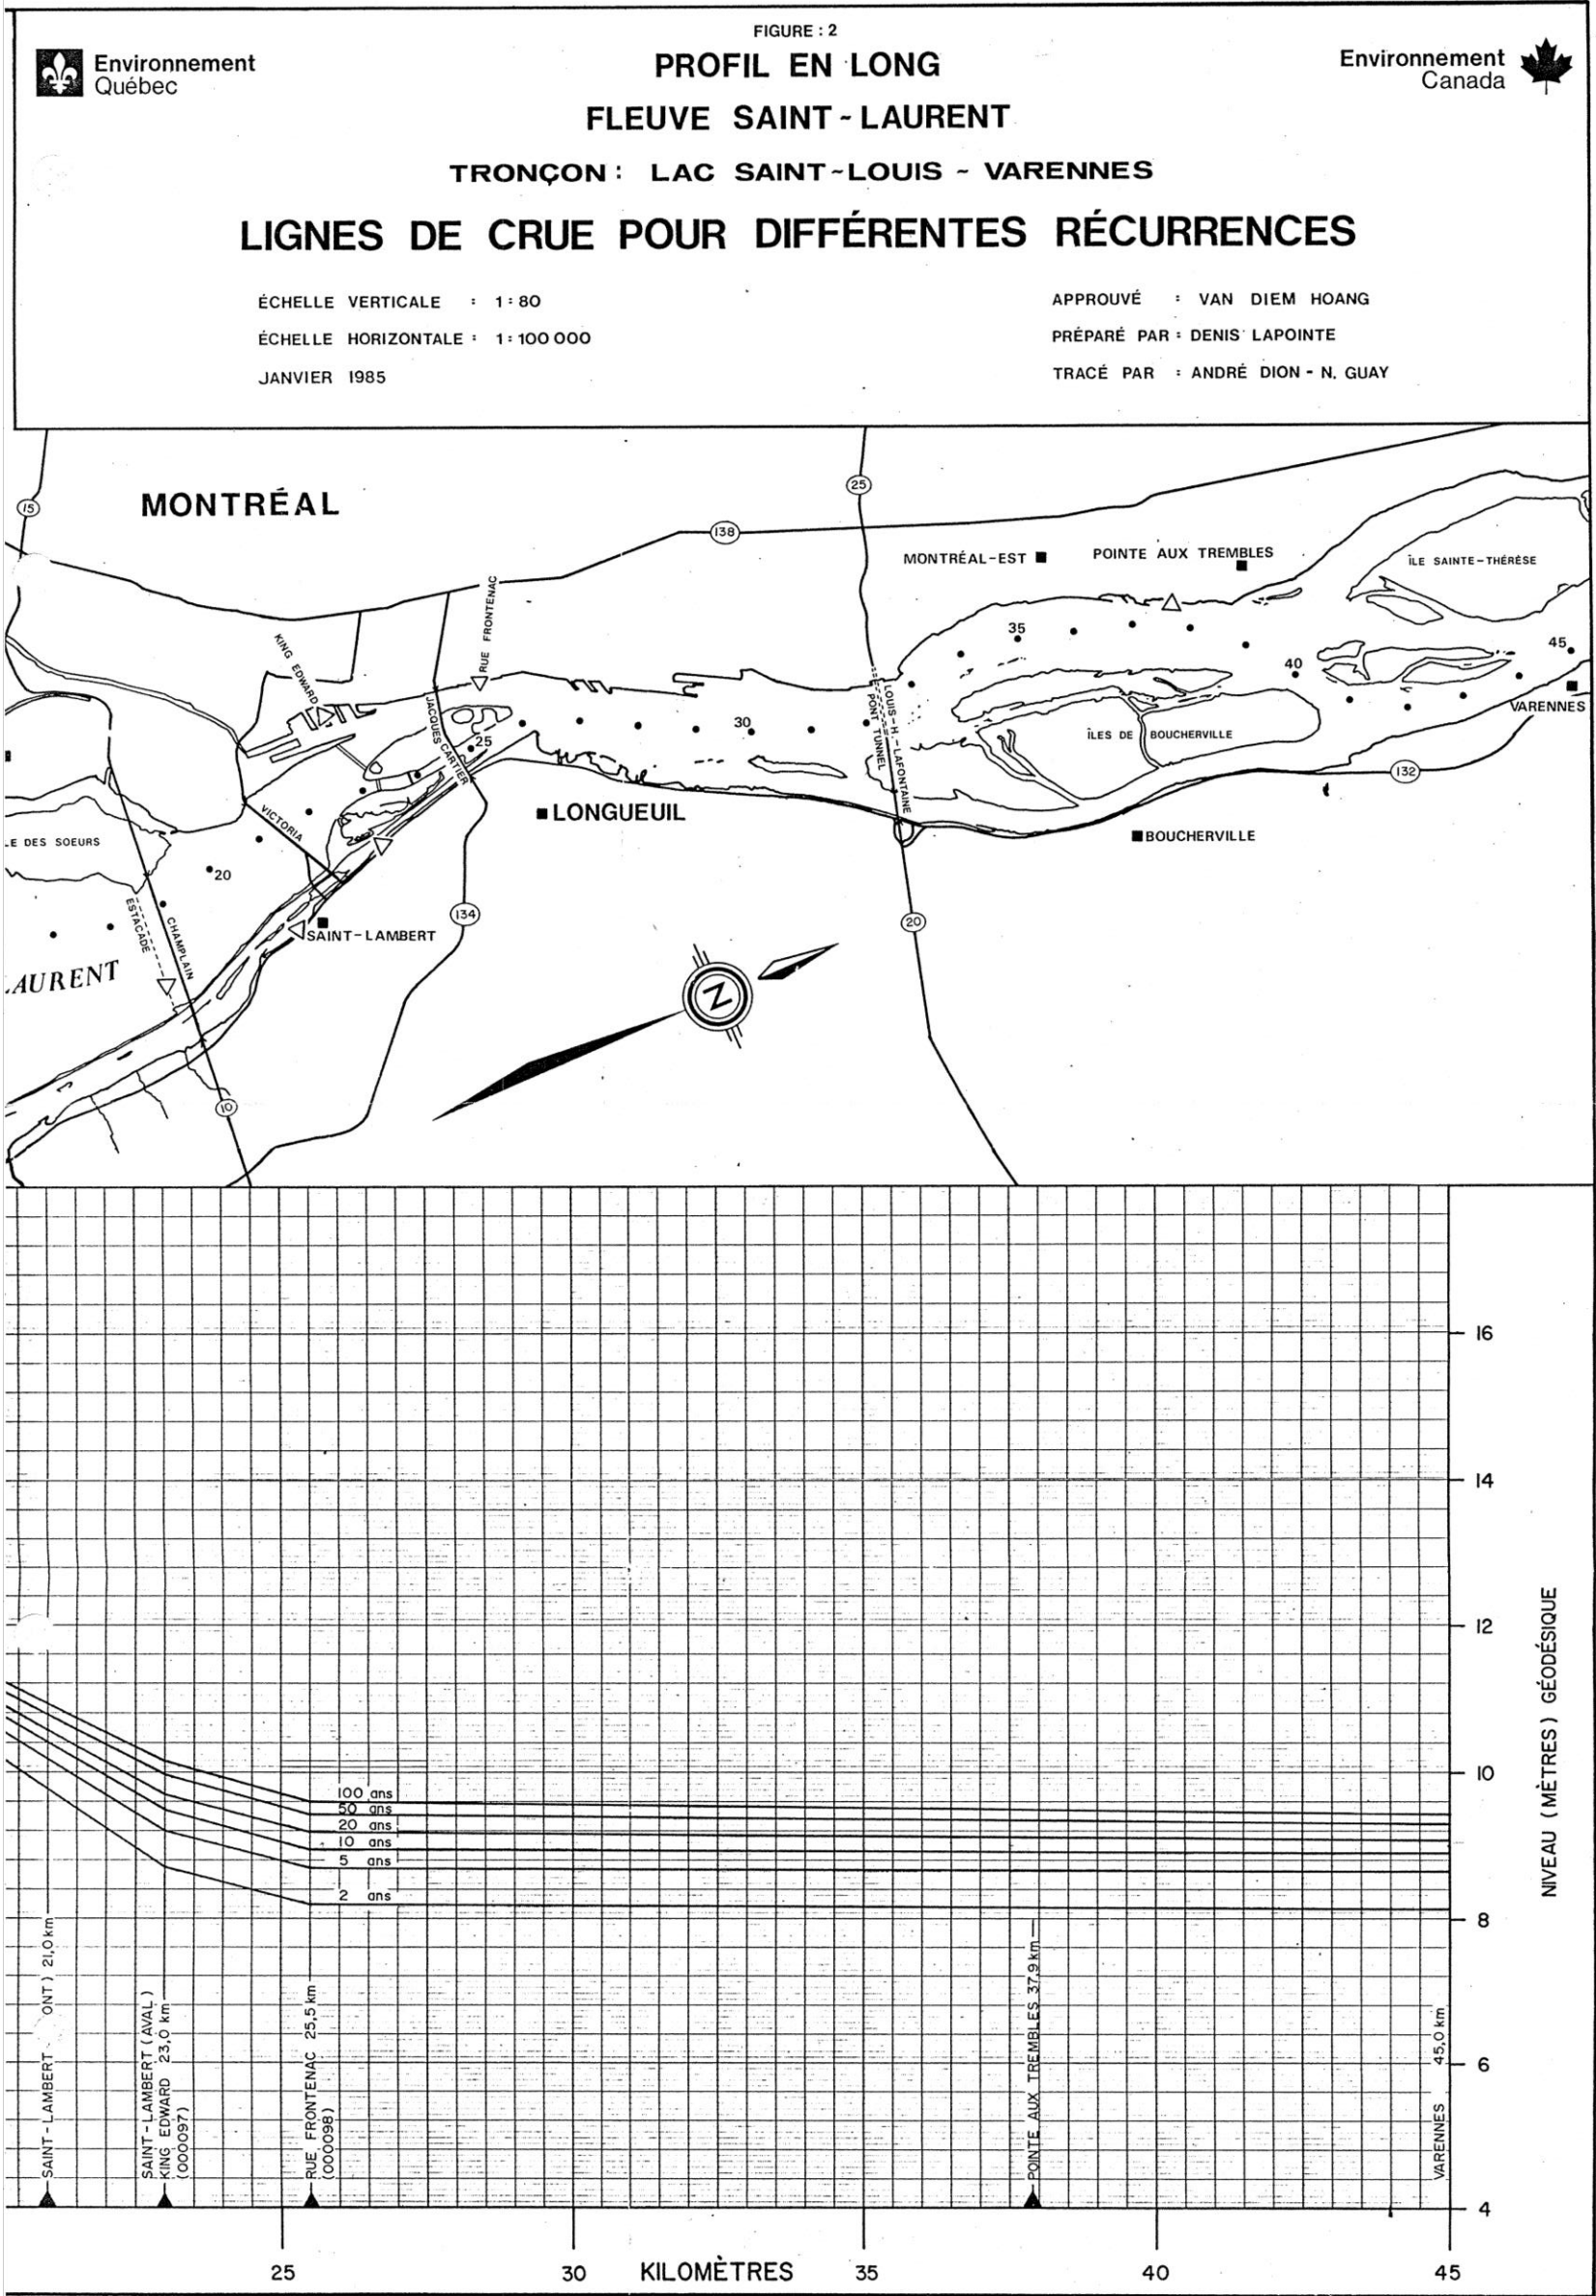 FIGURE : 2
Environnement
Québec
PROFIL EN LONG
Environnement
Canada
FLEUVE SAINT-LAURENT
TRONÇON : LAC SAINT-LOUIS - VARENNES
LIGNES DE CRUE POUR DIFFÉRENTES RÉCURRENCES
ÉCHELLE VERTICALE : 1 : 80
ÉCHELLE HORIZONTALE : 1 : 100 000
JANVIER 1985
APPROUVÉ : VAN DIEM HOANG
PRÉPARÉ PAR : DENIS LAPOINTE
TRACÉ PAR : ANDRÉ DION - N. GUAY
15
MONTRÉAL
25
138
MONTRÉAL-EST
POINTE AUX TREMBLES
ÎLE SAINTE-THÉRÈSE
RUE FRONTENAC
KING EDWARD
35
45
40
JACQUES CARTIER
LOUIS-H.-LAFONTAINE
PONT TUNNEL
VARENNES
25
30
ÎLES DE BOUCHERVILLE
132
VICTORIA
LONGUEUIL
BOUCHERVILLE
E DES SOEURS
20
ESTACADE
CHAMPLAIN
134
20
SAINT-LAMBERT
AURENT
N
10
16
14
12
10
8
6
4
NIVEAU (MÈTRES) GÉODÉSIQUE
100 ans
50 ans
20 ans
10 ans
5 ans
2 ans
SAINT-LAMBERT ONT) 21,0 km
SAINT-LAMBERT (AVAL)
KING EDWARD 23,0 km
(000097)
RUE FRONTENAC 25,5 km
(000098)
POINTE AUX TREMBLES 37,9 km
VARENNES 45,0 km
25
30
KILOMÈTRES
35
40
45